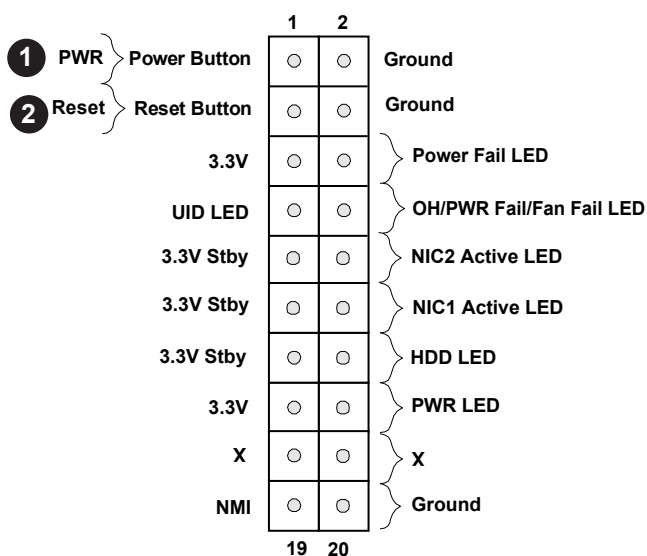 1 2
1 PWR Power Button Ground
2 Reset Reset Button Ground
3.3V Power Fail LED
UID LED OH/PWR Fail/Fan Fail LED
3.3V Stby NIC2 Active LED
3.3V Stby NIC1 Active LED
3.3V Stby HDD LED
3.3V PWR LED
X X
NMI Ground
19 20